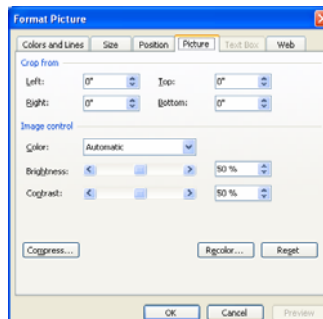 Format Picture
Colors and Lines Size Position Picture Text Box Web
Crop from
Left: 0" Top: 0"
Right: 0" Bottom: 0"
Image control
Color: Automatic
Brightness: 50 %
Contrast: 50 %
Compress... Recolor... Reset
OK Cancel Preview